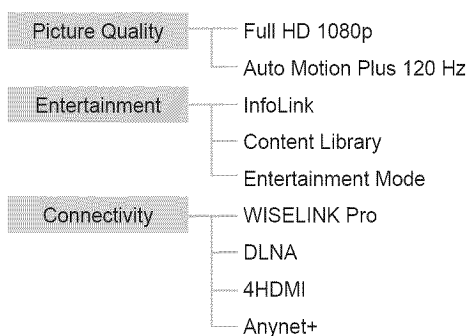 Picture Quality
Full HD 1080p
Auto Motion Plus 120 Hz
Entertainment
InfoLink
Content Library
Entertainment Mode
Connectivity
WISELINK Pro
DLNA
4HDMI
Anynet+